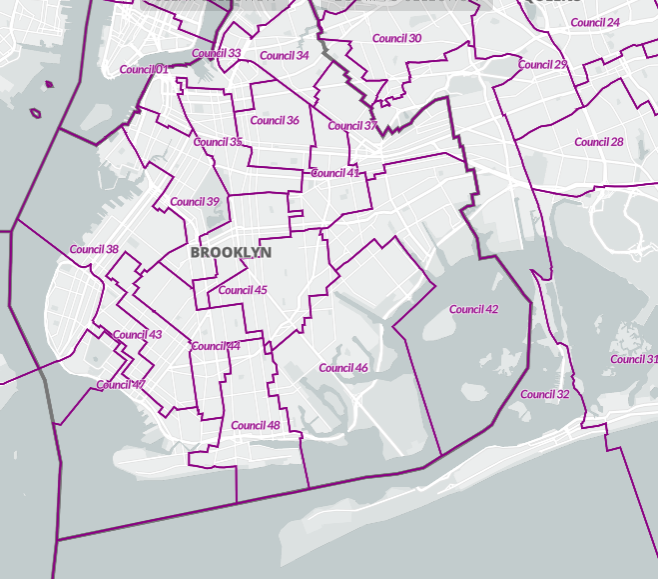 Council 24
Council 30
Council 33
Council 34
Council 29
Council 01
Council 36
Council 37
Council 35
Council 28
Council 41
Council 39
Council 38
BROOKLYN
Council 45
Council 42
Council 43
Council 44
Council 31
Council 46
Council 47
Council 32
Council 48